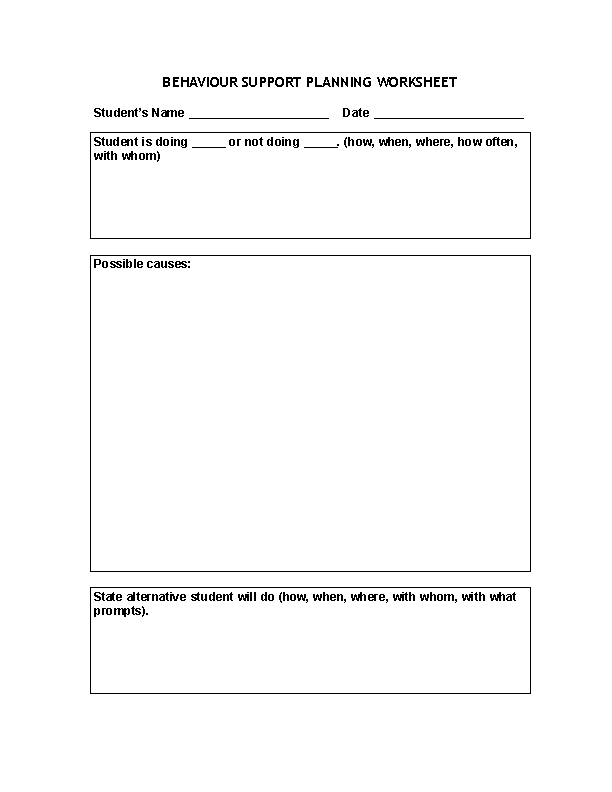 BEHAVIOUR SUPPORT PLANNING WORKSHEET
Student's Name _____________________ Date ______________________
Student is doing _____ or not doing _____. (how, when, where, how often,
with whom)
Possible causes:
State alternative student will do (how, when, where, with whom, with what
prompts).